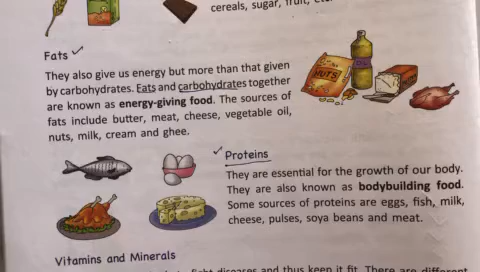 cereals, sugar, fruit, etc.
Fats
They also give us energy but more than that given
by carbohydrates. Eats and carbohydrates together
are known as energy-giving food. The sources of
fats include butter, meat, cheese, vegetable oil,
nuts, milk, cream and ghee.
NUTS
Proteins
They are essential for the growth of our body.
They are also known as bodybuilding food.
Some sources of proteins are eggs, fish, milk,
cheese, pulses, soya beans and meat.
Vitamins and Minerals
fight diseases and thus keep it fit. There are different